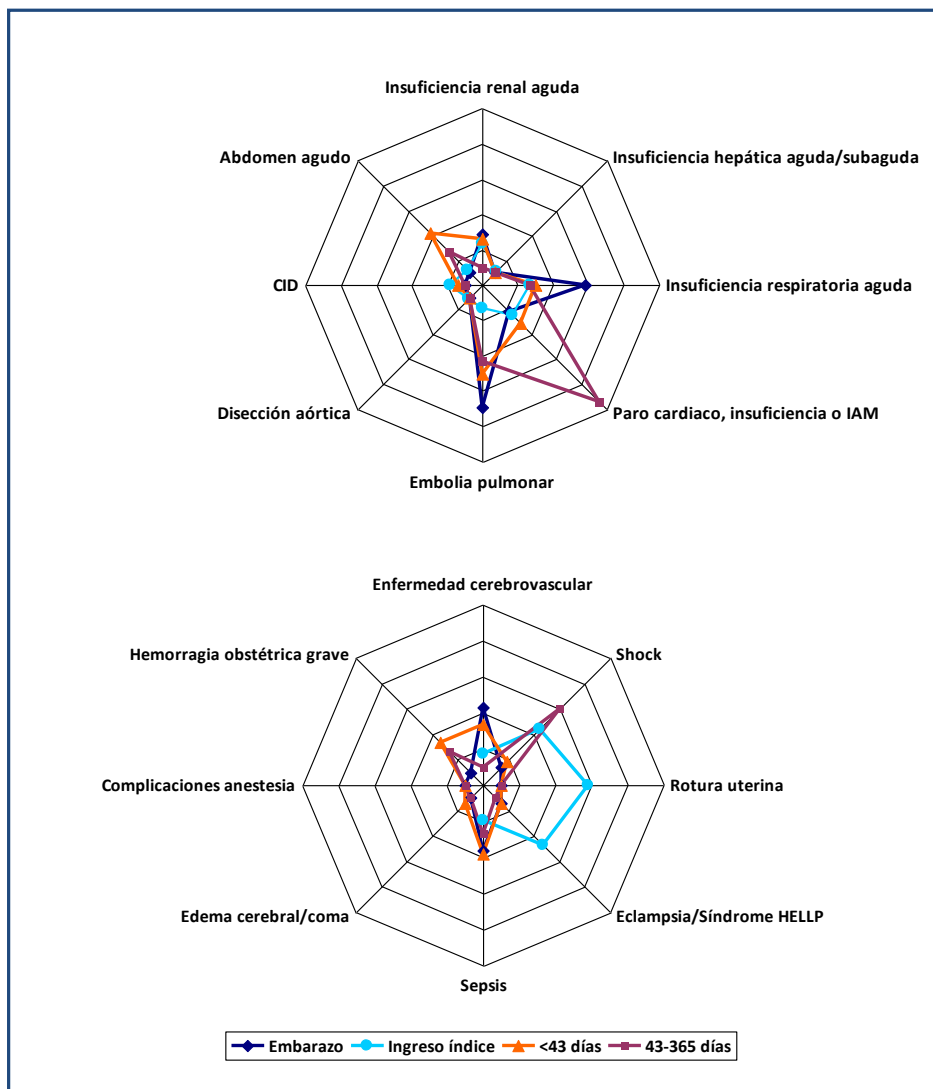 Insuficiencia renal aguda
Abdomen agudo
Insuficiencia hepática aguda/subaguda
CID
Insuficiencia respiratoria aguda
Disección aórtica
Paro cardiaco, insuficiencia o IAM
Embolia pulmonar
Enfermedad cerebrovascular
Hemorragia obstétrica grave
Shock
Complicaciones anestesia
Rotura uterina
Edema cerebral/coma
Eclampsia/Síndrome HELLP
Sepsis
Embarazo
Ingreso índice
<43 días
43-365 días